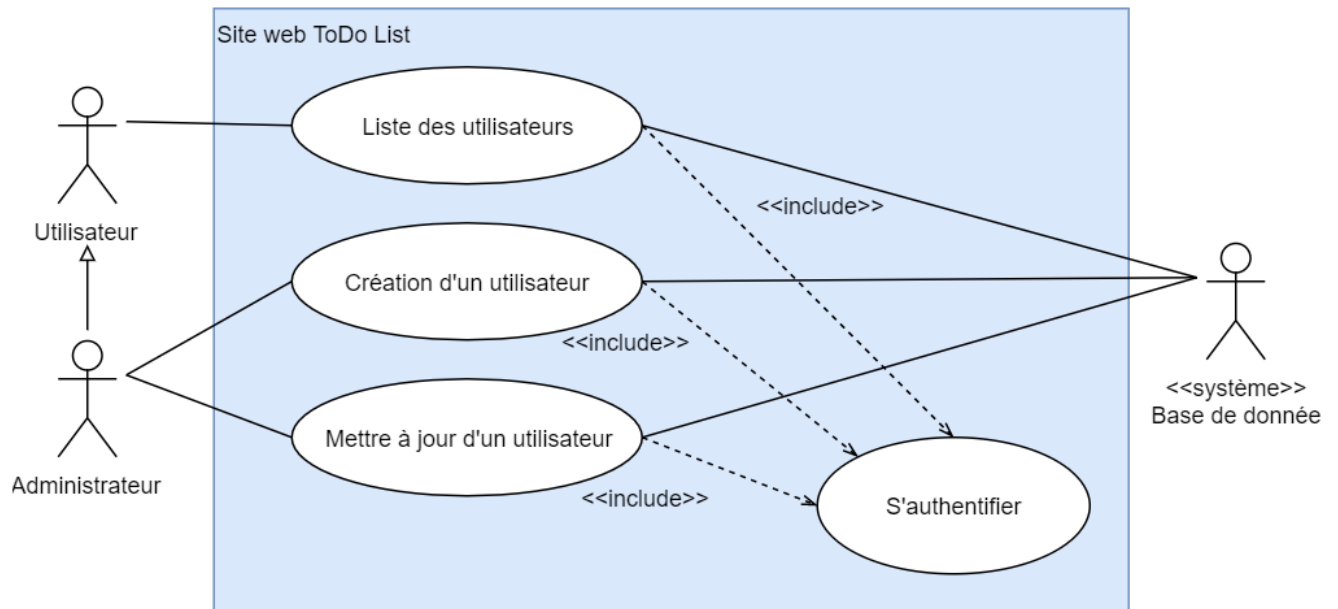 Site web ToDo List
Liste des utilisateurs
<<include>>
Utilisateur
Création d'un utilisateur
<<include>>
<<système>>
Base de donnée
Mettre à jour d'un utilisateur
Administrateur
<<include>>
S'authentifier